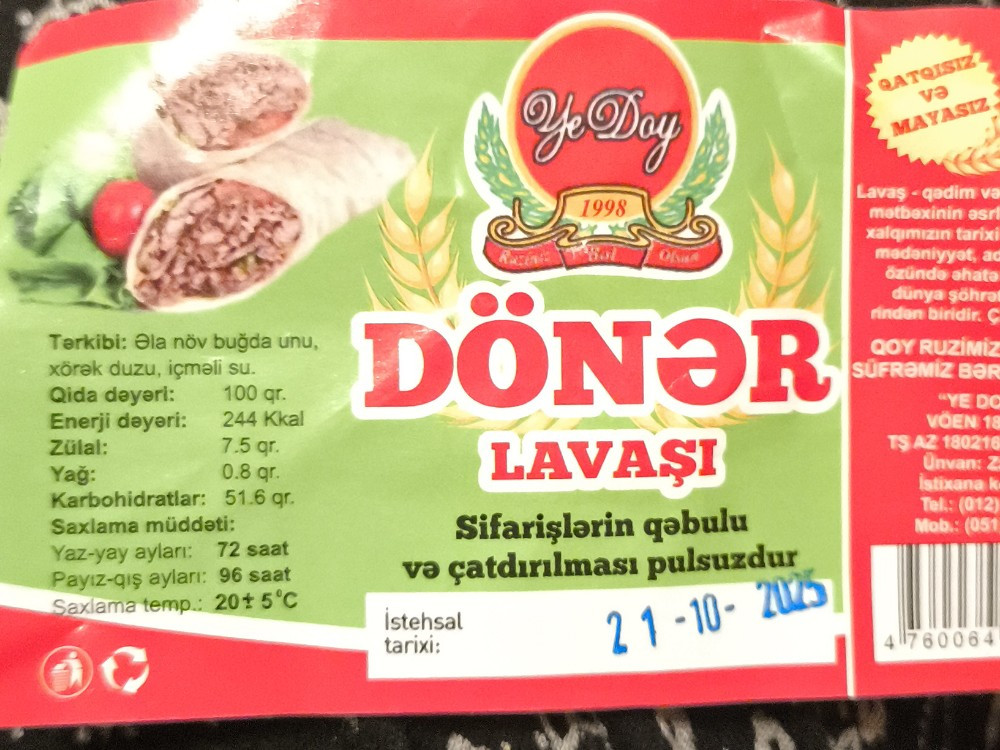 Ye Doy
1998
Ruziniz Bol Olsun
DÖNƏR
LAVAŞI
Sifarişlərin qəbulu
və çatdırılması pulsuzdur
İstehsal
tarixi:
21-10-2025
Tərkibi: Əla növ buğda unu,
xörək duzu, içməli su.
Qida dəyəri: 100 qr.
Enerji dəyəri: 244 Kkal
Zülal: 7.5 qr.
Yağ: 0.8 qr.
Karbohidratlar: 51.6 qr.
Saxlama müddəti:
Yaz-yay ayları: 72 saat
Payız-qış ayları: 96 saat
Saxlama temp.: 20± 5°C
QATQISIZ
VƏ
MAYASIZ
Lavaş - qədim və
mətbəxinin əsrl
xalqımızın tarixi
mədəniyyət, ad
özündə əhatə
dünya şöhrət
rindən biridir. Ç
QOY RUZİMİZ
SÜFRƏMİZ BƏR
"YE DO
VÖEN 18
TŞ AZ 180216
Ünvan: Z
İstixana k
Tel.: (012)
Mob.: (051
4 760064